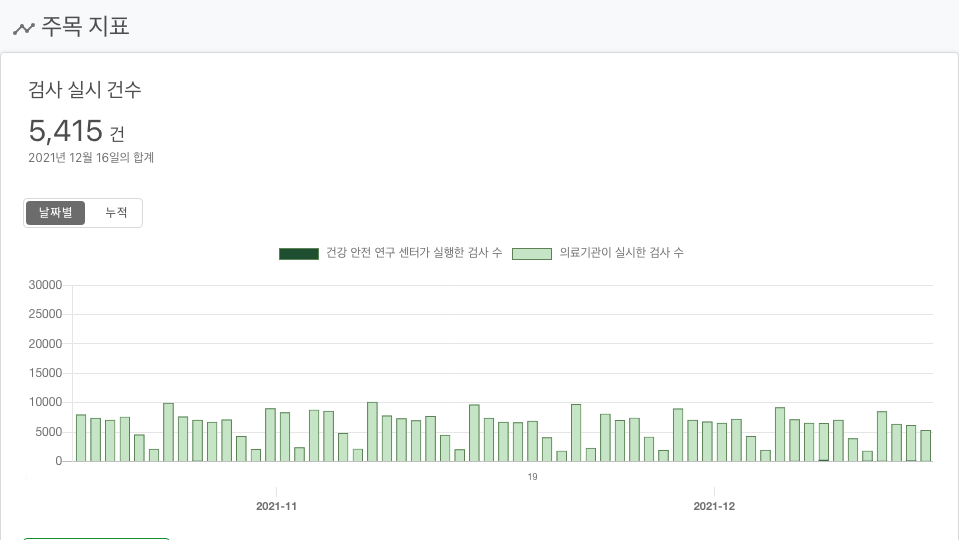 주목 지표
검사 실시 건수
5,415 건
2021년 12월 16일의 합계
날짜별 누적
건강 안전 연구 센터가 실행한 검사 수 의료기관이 실시한 검사 수
30000
25000
20000
15000
10000
5000
0
19
2021-11 2021-12